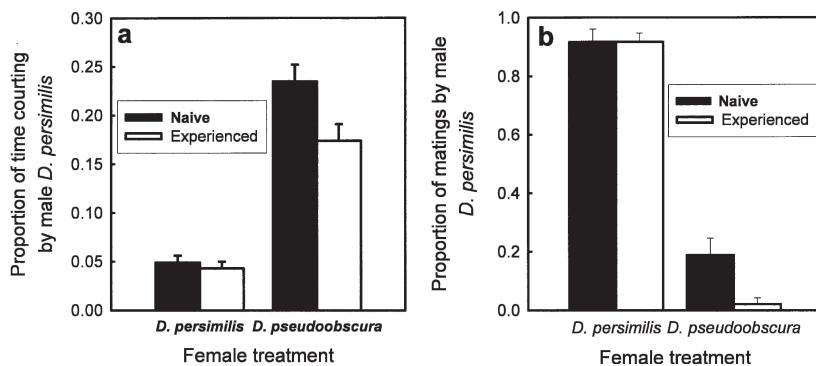 a
Proportion of time counting
by male D. persimilis
0.30
0.25
0.20
0.15
0.10
0.05
0.00
Naive
Experienced
D. persimilis D. pseudoobscura
Female treatment
b
Proportion of matings by male
D. persimilis
1.0
0.8
0.6
0.4
0.2
0.0
Naive
Experienced
D. persimilis D. pseudoobscura
Female treatment